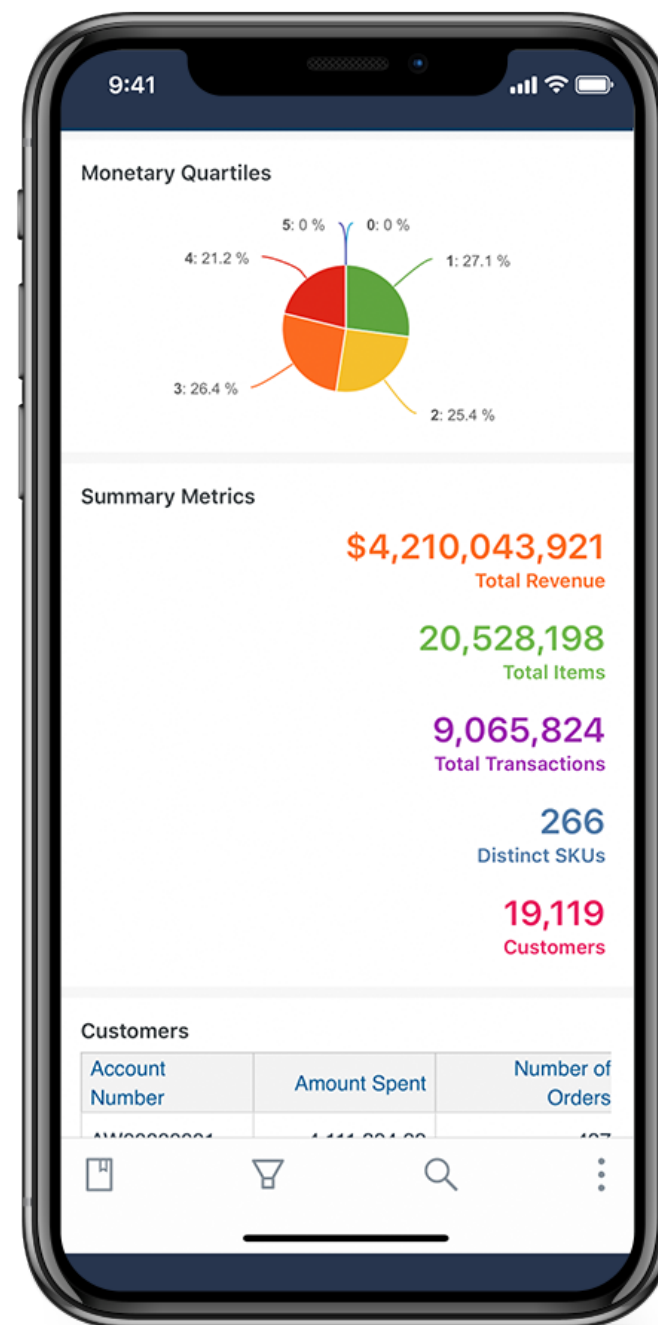 9:41
Monetary Quartiles
5: 0 % 0: 0 %
4: 21.2 % 1: 27.1 %
3: 26.4 %
2: 25.4 %
Summary Metrics
$4,210,043,921
Total Revenue
20,528,198
Total Items
9,065,824
Total Transactions
266
Distinct SKUs
19,119
Customers
Customers
Account Number of
Amount Spent
Number Orders